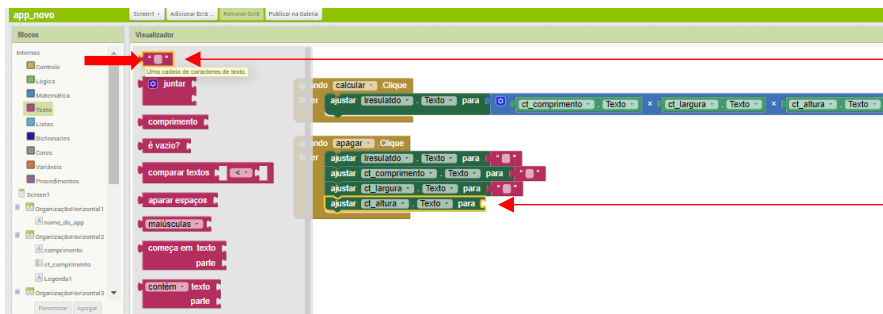 app_novo
Screen1 Adicionar Ecrã ... Remover Ecrã Publicar na Galeria
Blocos
Visualizador
Internos
Controle
Lógica
Matemática
Texto
Listas
Dictionaries
Cores
Variáveis
Procedimentos
Screen1
OrganizaçãoHorizontal1
nome_do_app
OrganizaçãoHorizontal2
comprimento
ct_comprimento
Legenda1
OrganizaçãoHorizontal3
Renomear Apagar
" "
Uma cadeia de caracteres de texto.
juntar
comprimento
é vazio?
comparar textos <
aparar espaços
maiúsculas
começa em texto
parte
contém texto
parte
calcular .Clique
ajustar lresulatdo . Texto para ct_comprimento . Texto × ct_largura . Texto × ct_altura . Texto
apagar .Clique
ajustar lresulatdo . Texto para " "
ajustar ct_comprimento . Texto para " "
ajustar ct_largura . Texto para " "
ajustar ct_altura . Texto para